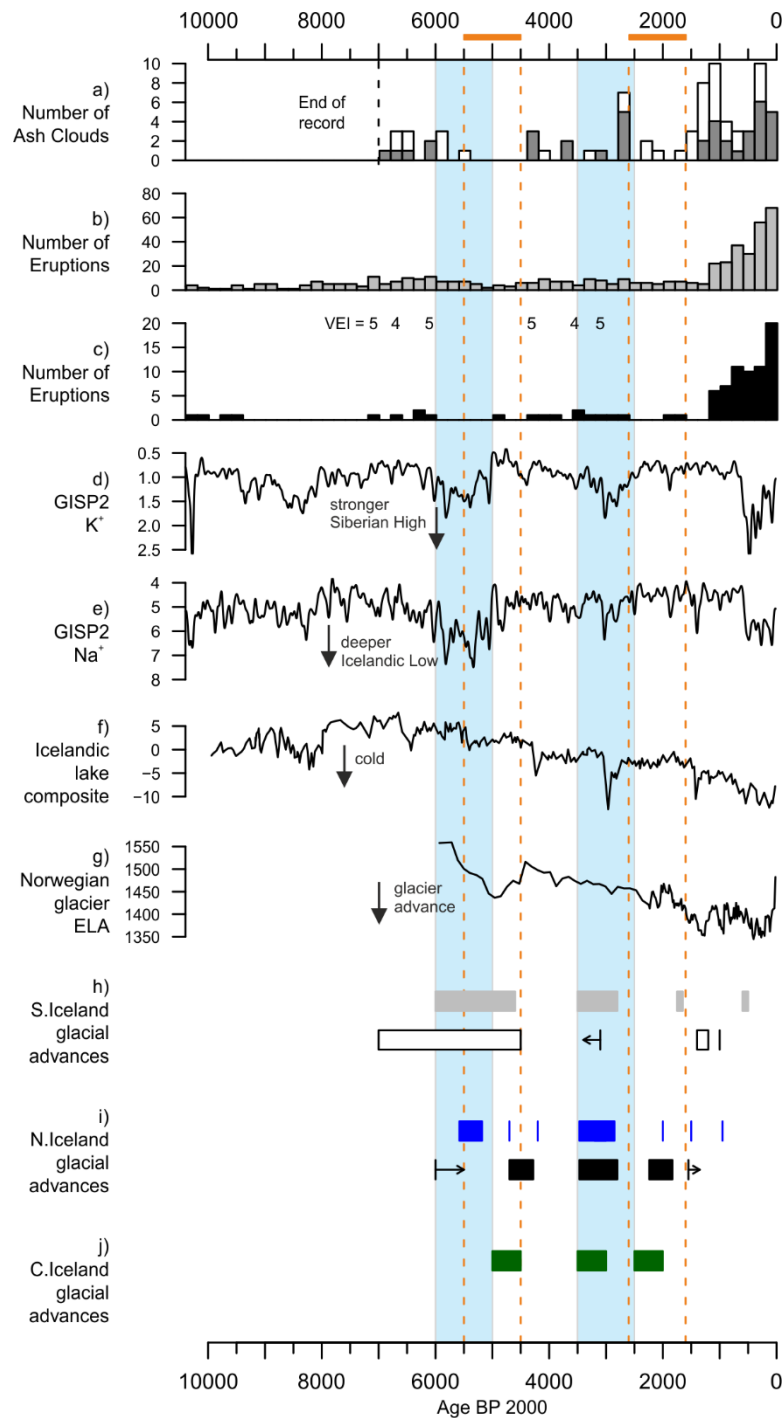 10000 8000 6000 4000 2000 0
a)
Number of
Ash Clouds
10
8
6
4
2
0
End of
record
b)
Number of
Eruptions
80
60
40
20
0
c)
Number of
Eruptions
20
15
10
5
0
VEI = 5 4 5 5 4 5
d)
GISP2
K+
0.5
1.0
1.5
2.0
2.5
stronger
Siberian High
e)
GISP2
Na+
4
5
6
7
8
deeper
Icelandic Low
f)
Icelandic
lake
composite
5
0
−5
−10
cold
g)
Norwegian
glacier
ELA
1550
1500
1450
1400
1350
glacier
advance
h)
S.Iceland
glacial
advances
i)
N.Iceland
glacial
advances
j)
C.Iceland
glacial
advances
10000 8000 6000 4000 2000 0
Age BP 2000